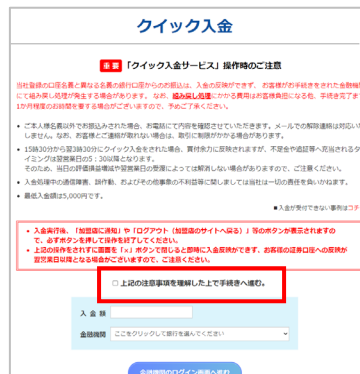 クイック入金
重要「クイック入金サービス」操作時のご注意
当社登録の口座名義と異なる名義の銀行口座からのお振込は、入金の反映ができず、お客様がお手続きをされた金融機関
にて組み戻し処理が発生する場合があります。なお、組み戻し処理にかかる費用はお客様負担になる他、手続き完了まで
1か月程度のお時間を要する場合がございますので、予めご了承ください。
• ご本人様名義以外でお振込みされた場合、お電話にて内容を確認させていただきます。メールでの解除連絡は対応い
しません。なお、お客様とご連絡が取れない場合は、取引に制限がかかる場合があります。
• 15時30分から翌3時30分にクイック入金をされた場合、買付余力に反映されますが、不足金や追証等へ充当されるタ
イミングは翌営業日の5:30以降となります。
そのため、当日の評価損益増減や翌営業日の受渡によっては解消しない場合がありますので、ご注意ください。
• 入金処理中の通信障害、誤作動、およびその他事象の不利益等に関しましては当社は一切の責任を負いかねます。
• 最低入金額は5,000円です。
■入金が受付できない事例はコチ
• 入金実行後、「加盟店に通知」や「ログアウト（加盟店のサイトへ戻る）」等のボタンが表示されますの
で、必ずボタンを押して操作を終了してください。
• 上記の操作をされずに画面を「×」ボタンで閉じると即時に入金反映ができず、お客様の証券口座への反映が
翌営業日以降となる場合がございますので、ご注意ください。
□ 上記の注意事項を理解した上で手続きへ進む。
入金額
金融機関 ここをクリックして銀行を選んでください
金融機関のログイン画面へ進む